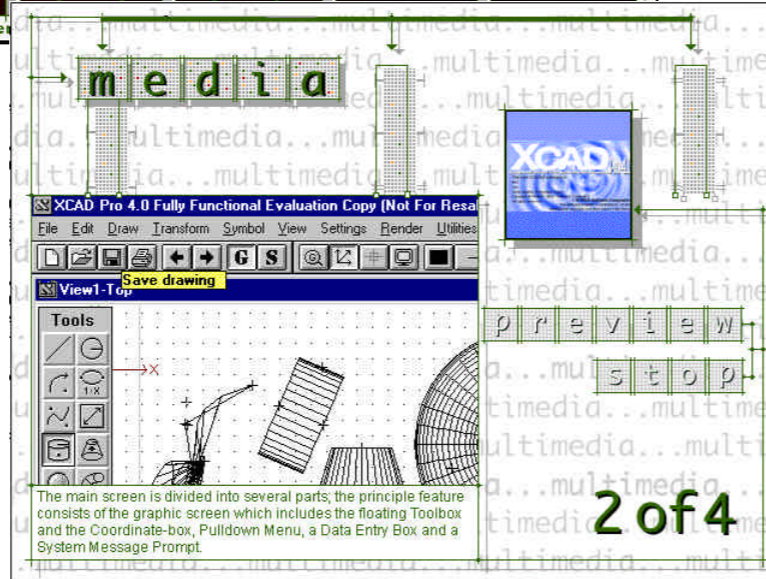 media
XCAD
XCAD Pro 4.0 Fully Functional Evaluation Copy (Not For Resa
File Edit Draw Transform Symbol View Settings Render Utilities
G S
Save drawing
View1-Top
Tools
X
1:X
preview
stop
The main screen is divided into several parts; the principle feature
consists of the graphic screen which includes the floating Toolbox
and the Coordinate-box, Pulldown Menu, a Data Entry Box and a
System Message Prompt.
2 of 4